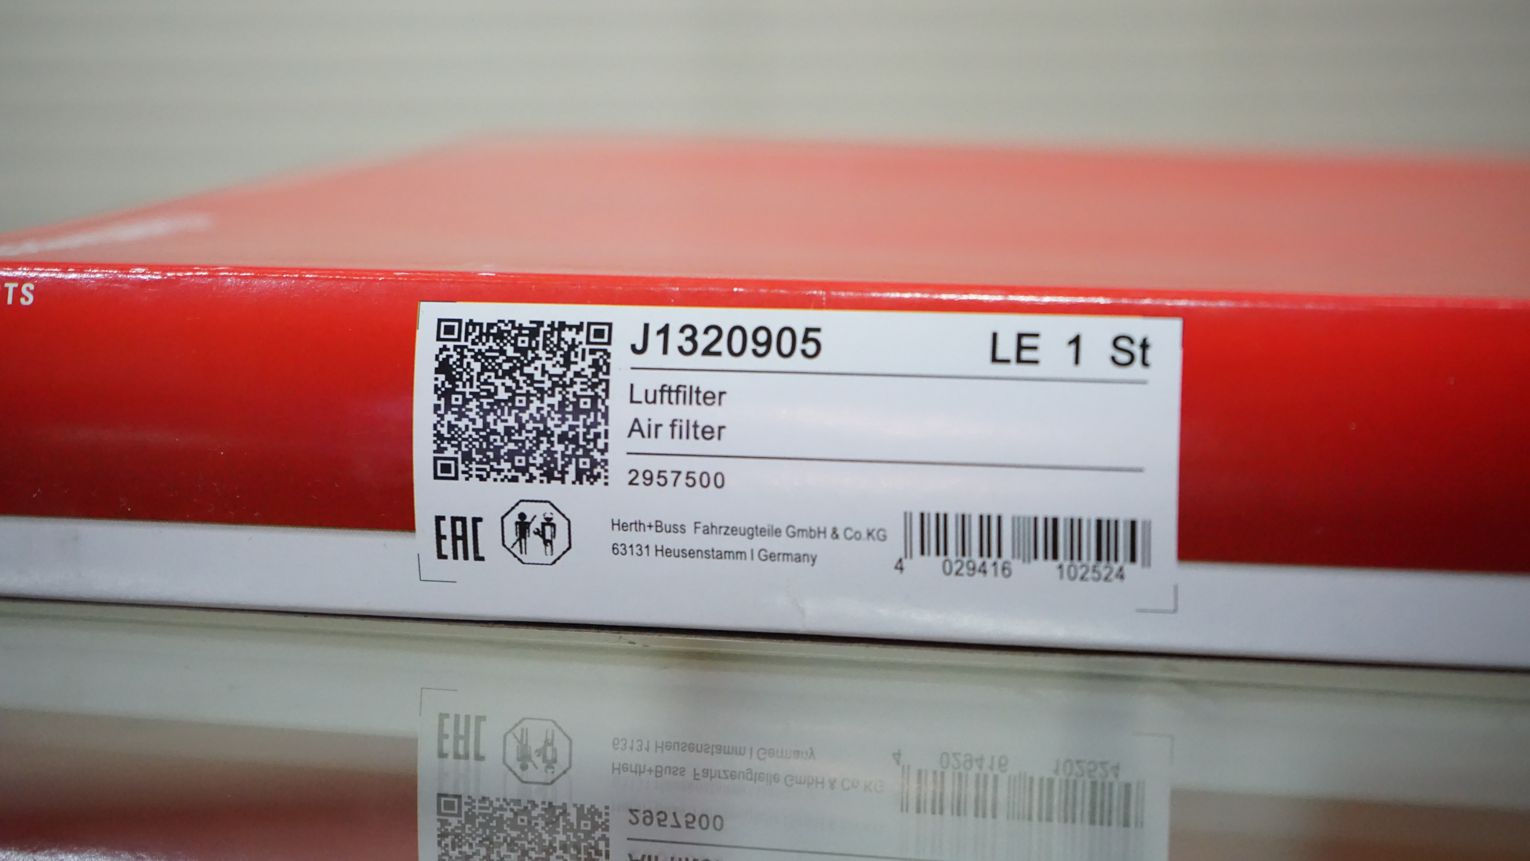 TS
J1320905 LE 1 St
Luftfilter
Air filter
2957500
EAC
Herth+Buss Fahrzeugteile GmbH & Co.KG
63131 Heusenstamm | Germany
4 029416 102524